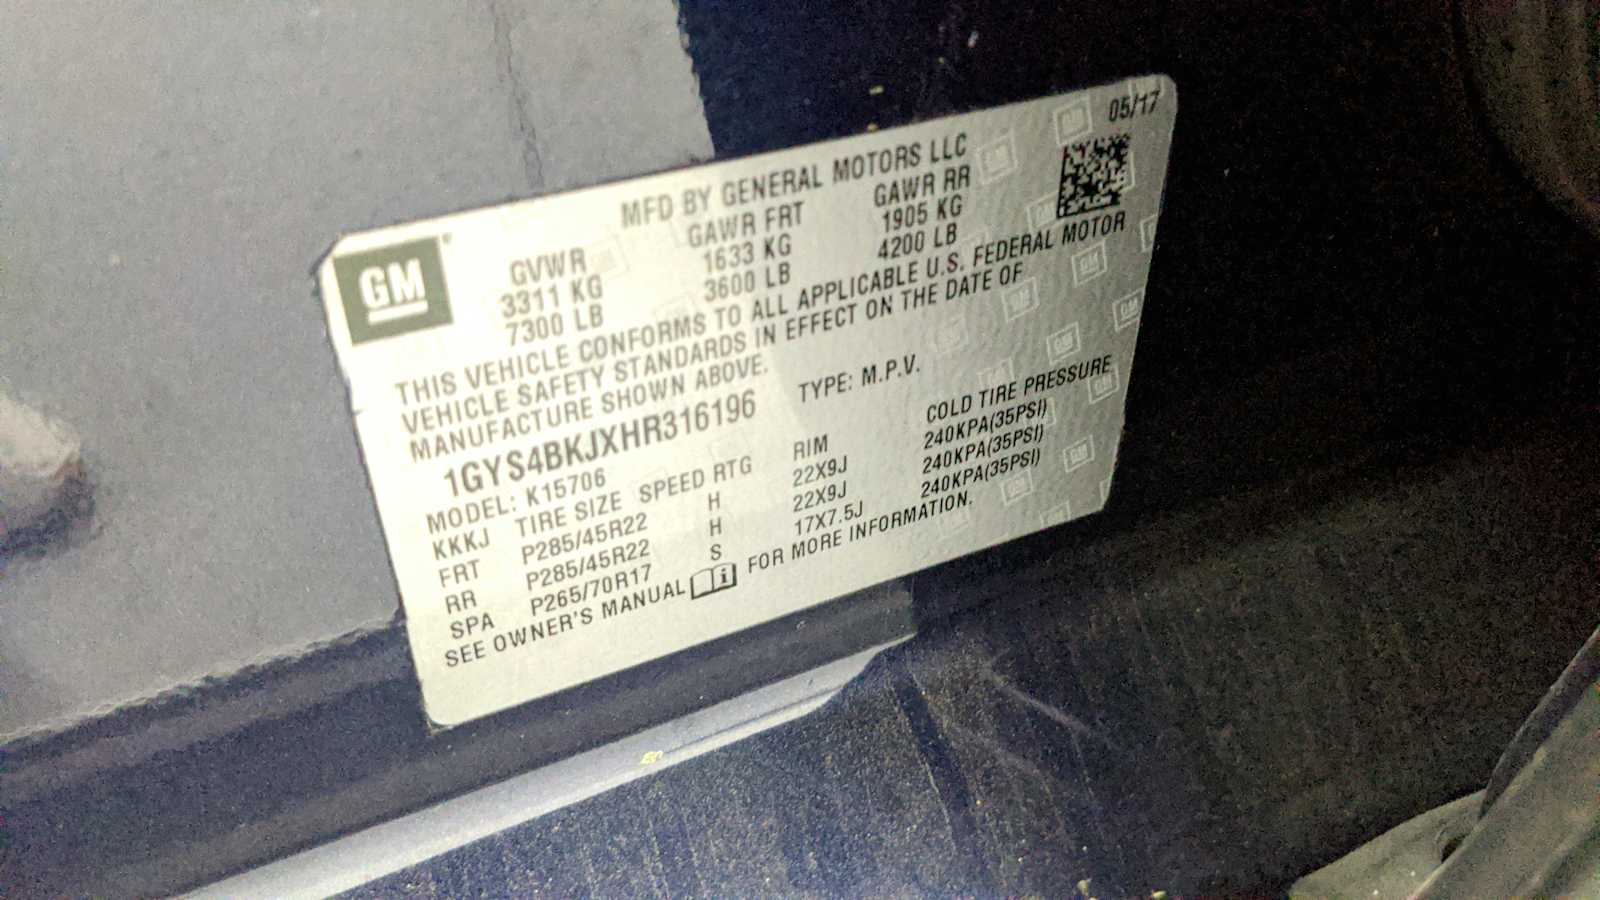 05/17
MFD BY GENERAL MOTORS LLC
GM
GVWR GAWR FRT GAWR RR
3311 KG 1633 KG 1905 KG
7300 LB 3600 LB 4200 LB
THIS VEHICLE CONFORMS TO ALL APPLICABLE U.S. FEDERAL MOTOR
VEHICLE SAFETY STANDARDS IN EFFECT ON THE DATE OF
MANUFACTURE SHOWN ABOVE.
1GYS4BKJXHR316196 TYPE: M.P.V.
MODEL: K15706
KKKJ TIRE SIZE SPEED RTG RIM COLD TIRE PRESSURE
FRT P285/45R22 H 22X9J 240KPA(35PSI)
RR P285/45R22 H 22X9J 240KPA(35PSI)
SPA P265/70R17 S 17X7.5J 240KPA(35PSI)
SEE OWNER'S MANUAL i FOR MORE INFORMATION.